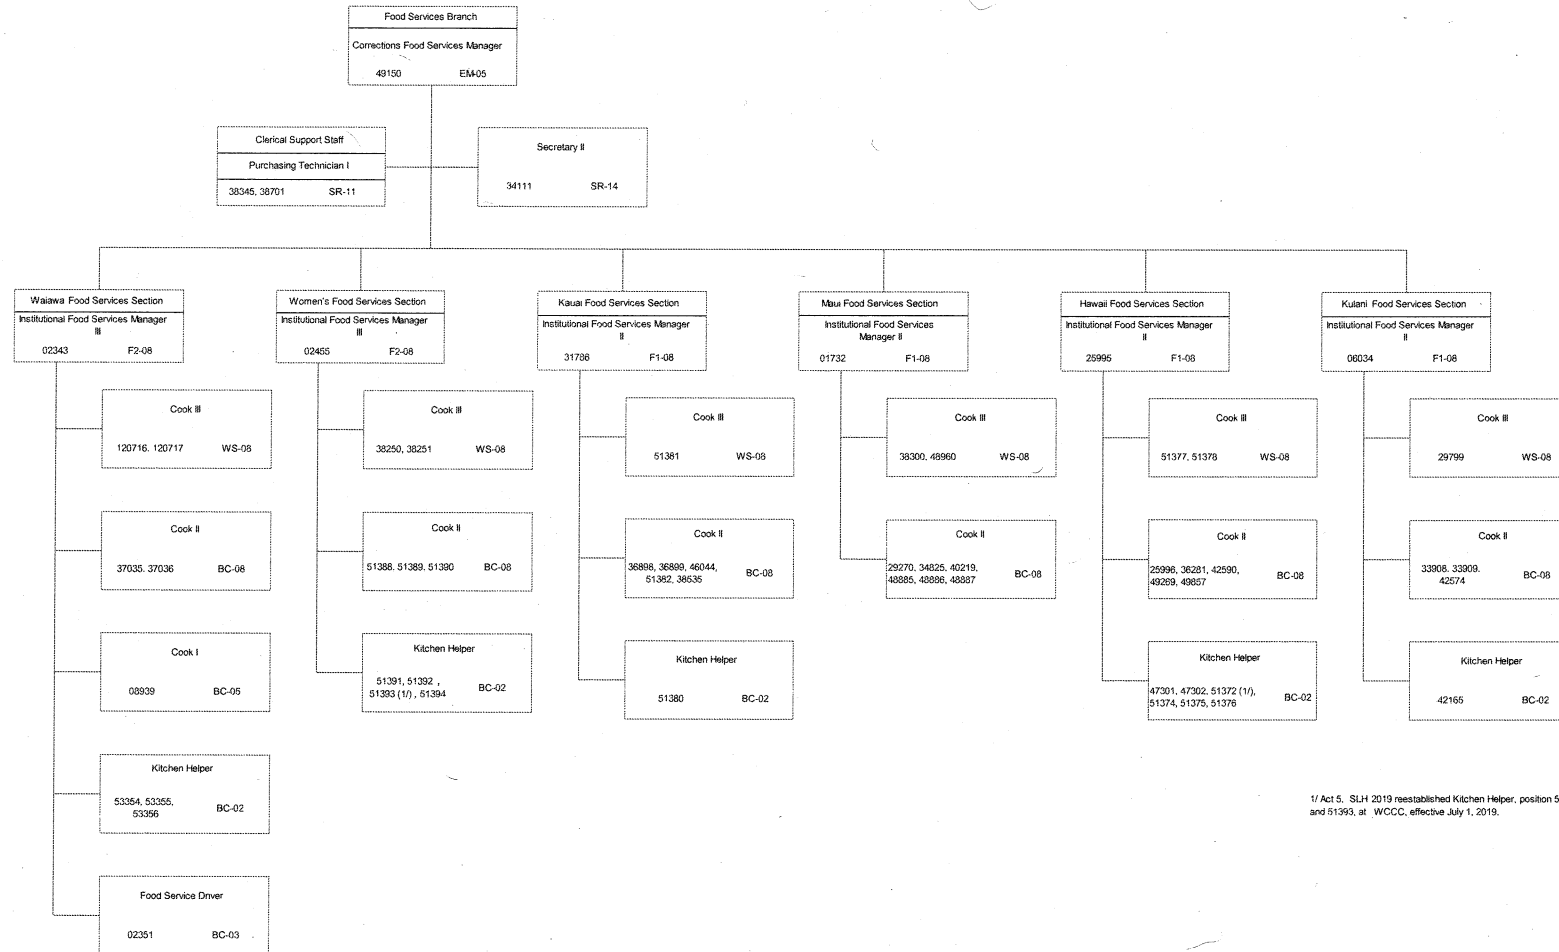 Food Services Branch
Corrections Food Services Manager
49150 EM-05
Clerical Support Staff
Purchasing Technician I
38345, 38701 SR-11
Secretary II
34111 SR-14
Waiawa Food Services Section
Institutional Food Services Manager
III
02343 F2-08
Cook III
120716, 120717 WS-08
Cook II
37035, 37036 BC-08
Cook I
08939 BC-05
Kitchen Helper
53354, 53355,
53356 BC-02
Food Service Driver
02351 BC-03
Women's Food Services Section
Institutional Food Services Manager
III
02455 F2-08
Cook III
38250, 38251 WS-08
Cook II
51388, 51389, 51390 BC-08
Kitchen Helper
51391, 51392 ,
51393 (1/) , 51394 BC-02
Kauai Food Services Section
Institutional Food Services Manager
II
31786 F1-08
Cook III
51381 WS-08
Cook II
36898, 36899, 46044,
51382, 38535 BC-08
Kitchen Helper
51380 BC-02
Maui Food Services Section
Institutional Food Services
Manager II
01732 F1-08
Cook III
38300, 48960 WS-08
Cook II
29270, 34825, 40219,
48885, 48886, 48887 BC-08
Hawaii Food Services Section
Institutional Food Services Manager
II
25995 F1-08
Cook III
51377, 51378 WS-08
Cook II
25996, 36281, 42590,
49269, 49857 BC-08
Kitchen Helper
47301, 47302, 51372 (1/),
51374, 51375, 51376 BC-02
Kulani Food Services Section
Institutional Food Services Manager
II
06034 F1-08
Cook III
29799 WS-08
Cook II
33908, 33909,
42574 BC-08
Kitchen Helper
42165 BC-02
1/ Act 5, SLH 2019 reestablished Kitchen Helper, position 5
and 51393, at WCCC, effective July 1, 2019.